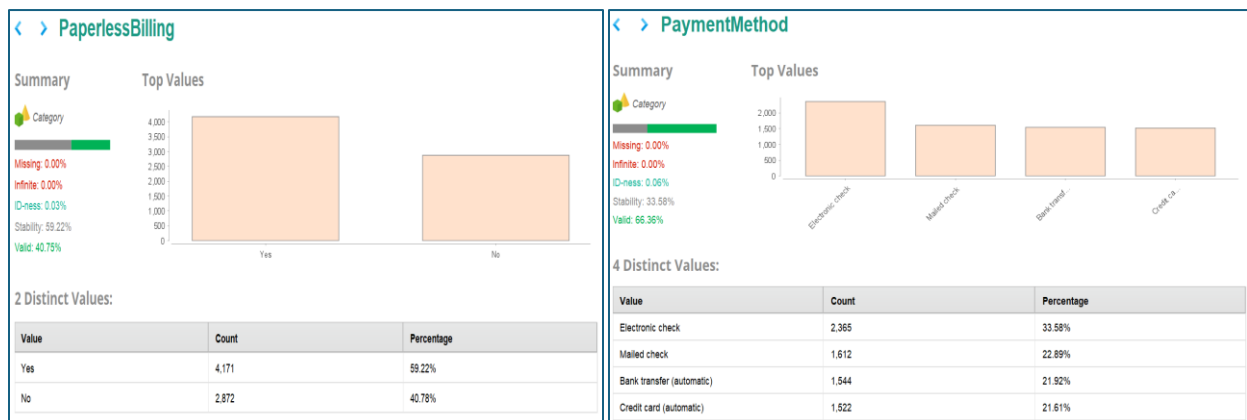 PaperlessBilling
Summary
Top Values
Category
Missing: 0.00%
Infinite: 0.00%
ID-ness: 0.03%
Stability: 59.22%
Valid: 40.75%
4,000
3,500
3,000
2,500
2,000
1,500
1,000
500
0
Yes No
2 Distinct Values:
Value Count Percentage
Yes 4,171 59.22%
No 2,872 40.78%
PaymentMethod
Summary
Top Values
Category
Missing: 0.00%
Infinite: 0.00%
ID-ness: 0.06%
Stability: 33.58%
Valid: 66.36%
2,000
1,500
1,000
500
0
Electronic check Mailed check Bank transf... Credit ca...
4 Distinct Values:
Value Count Percentage
Electronic check 2,365 33.58%
Mailed check 1,612 22.89%
Bank transfer (automatic) 1,544 21.92%
Credit card (automatic) 1,522 21.61%